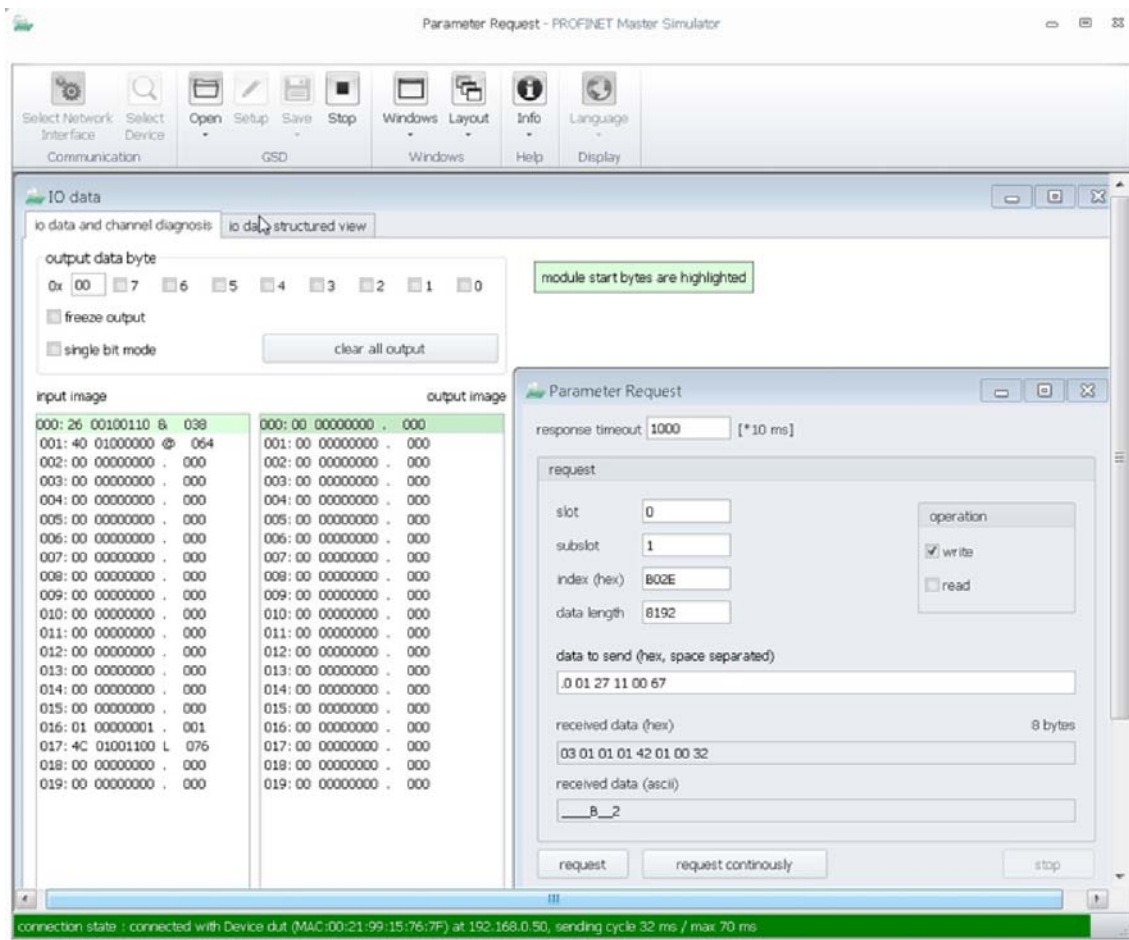 Parameter Request - PROFINET Master Simulator
Select Network Interface
Select Device
Open
Setup
Save
Stop
Windows
Layout
Info
Language
Communication
GSD
Windows
Help
Display
IO data
io data and channel diagnosis
io data structured view
output data byte
0x 00 7 6 5 4 3 2 1 0
module start bytes are highlighted
freeze output
single bit mode
clear all output
input image
output image
000: 26 00100110 & 038
001: 40 01000000 @ 064
002: 00 00000000 . 000
003: 00 00000000 . 000
004: 00 00000000 . 000
005: 00 00000000 . 000
006: 00 00000000 . 000
007: 00 00000000 . 000
008: 00 00000000 . 000
009: 00 00000000 . 000
010: 00 00000000 . 000
011: 00 00000000 . 000
012: 00 00000000 . 000
013: 00 00000000 . 000
014: 00 00000000 . 000
015: 00 00000000 . 000
016: 01 00000001 . 001
017: 4C 01001100 L 076
018: 00 00000000 . 000
019: 00 00000000 . 000
000: 00 00000000 . 000
001: 00 00000000 . 000
002: 00 00000000 . 000
003: 00 00000000 . 000
004: 00 00000000 . 000
005: 00 00000000 . 000
006: 00 00000000 . 000
007: 00 00000000 . 000
008: 00 00000000 . 000
009: 00 00000000 . 000
010: 00 00000000 . 000
011: 00 00000000 . 000
012: 00 00000000 . 000
013: 00 00000000 . 000
014: 00 00000000 . 000
015: 00 00000000 . 000
016: 00 00000000 . 000
017: 00 00000000 . 000
018: 00 00000000 . 000
019: 00 00000000 . 000
Parameter Request
response timeout 1000 [*10 ms]
request
slot 0
subslot 1
index (hex) B02E
data length 8192
operation
write
read
data to send (hex, space separated)
.0 01 27 11 00 67
received data (hex) 8 bytes
03 01 01 01 42 01 00 32
received data (ascii)
____B__2
request
request continously
stop
connection state : connected with Device dut (MAC:00:21:99:15:76:7F) at 192.168.0.50, sending cycle 32 ms / max 70 ms